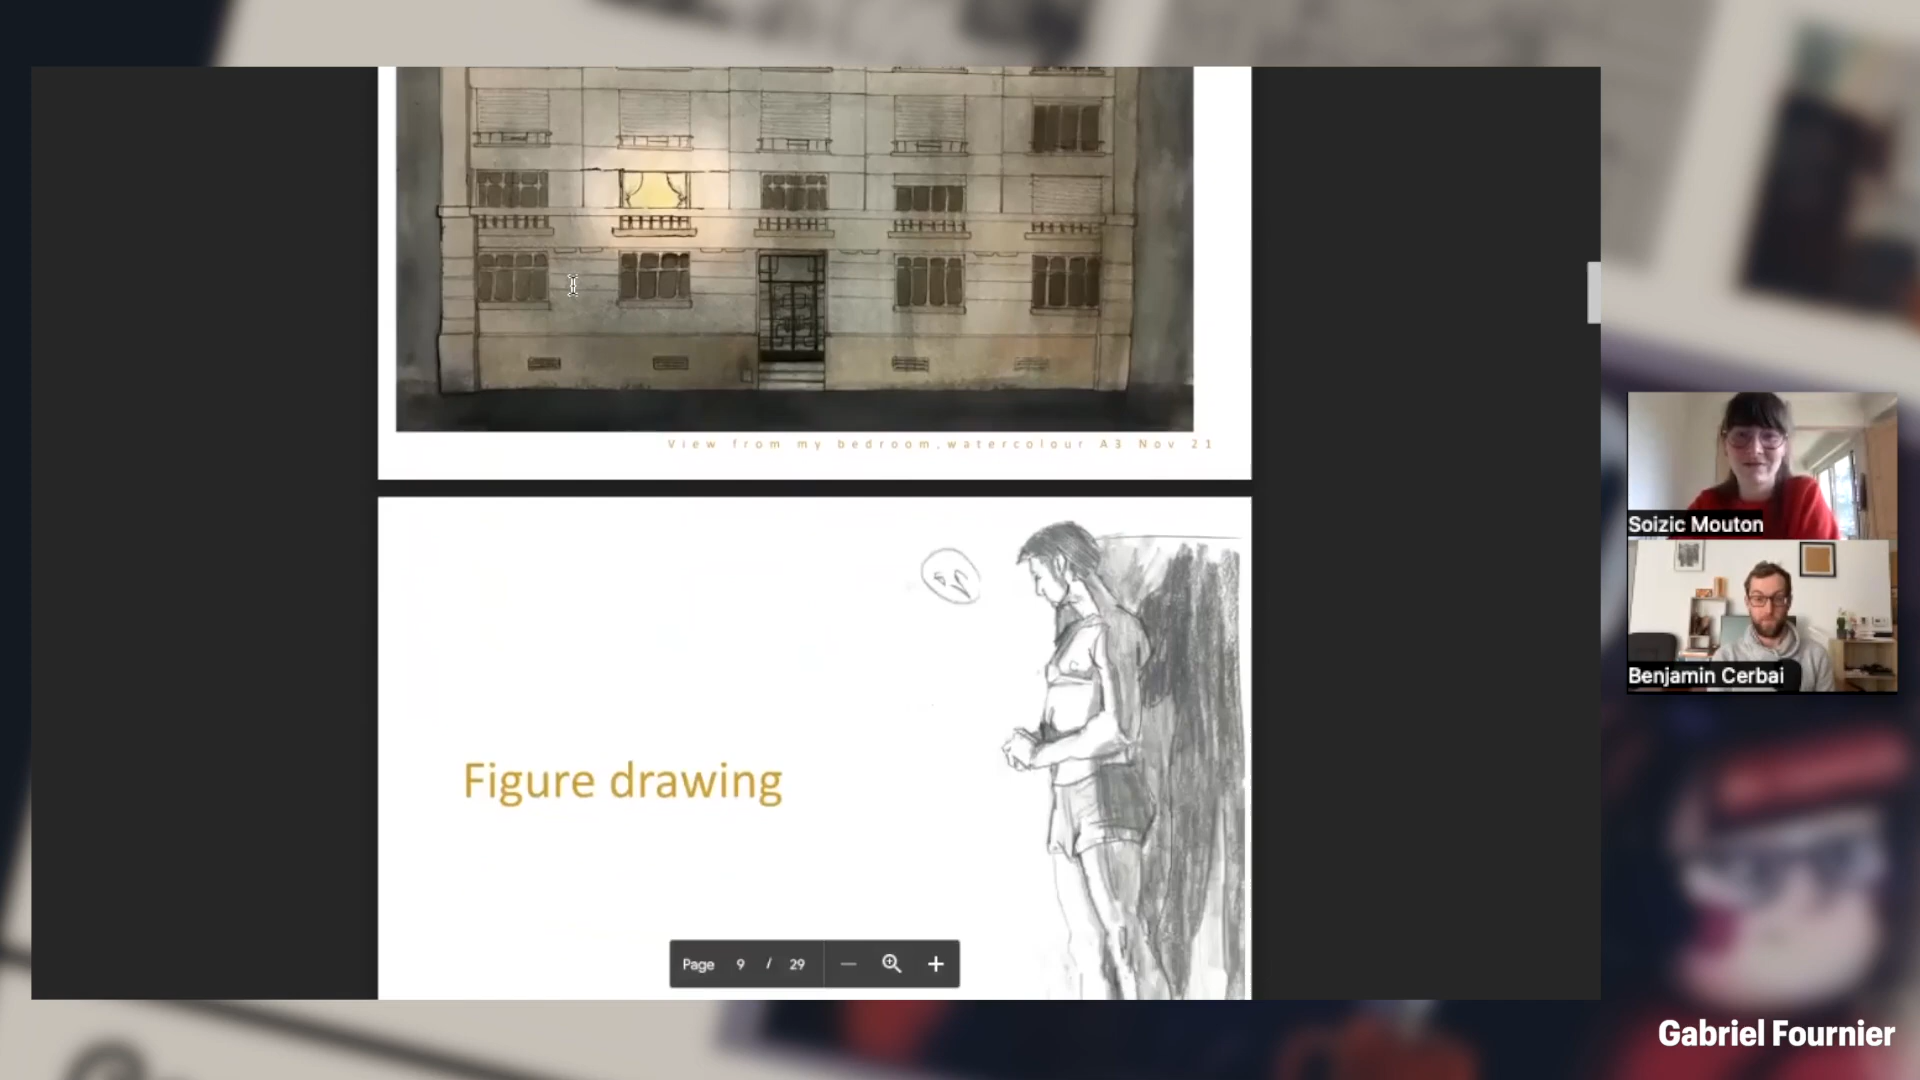 View from my bedroom,watercolour A3 Nov 21
Figure drawing
Page 9 / 29
Soizic Mouton
Benjamin Cerbai
Gabriel Fournier